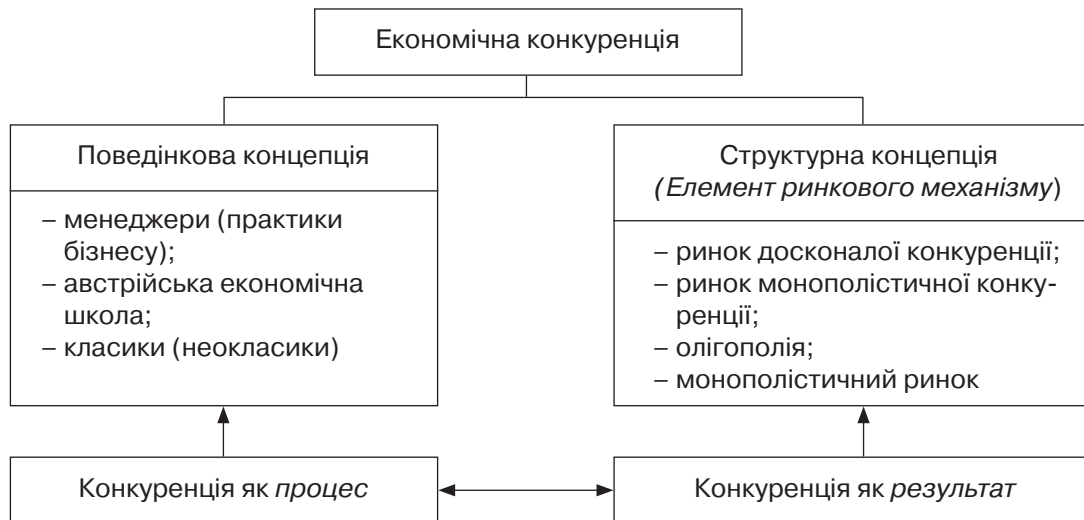 Економічна конкуренція
Поведінкова концепція
– менеджери (практики
бізнесу);
– австрійська економічна
школа;
– класики (неокласики)
Структурна концепція
(Елемент ринкового механізму)
– ринок досконалої конкуренції;
– ринок монополістичної конку-
ренції;
– олігополія;
– монополістичний ринок
Конкуренція як процес
Конкуренція як результат